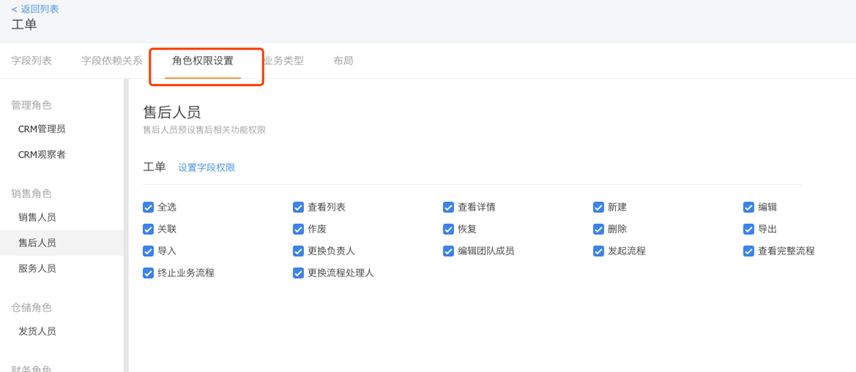 < 返回列表
工单
字段列表 字段依赖关系 角色权限设置 业务类型 布局
管理角色
CRM管理员
CRM观察者
销售角色
销售人员
售后人员
服务人员
仓储角色
发货人员
财务角色
售后人员
售后人员预设售后相关功能权限
工单 设置字段权限
全选 查看列表 查看详情 新建 编辑
关联 作废 恢复 删除 导出
导入 更换负责人 编辑团队成员 发起流程 查看完整流程
终止业务流程 更换流程处理人